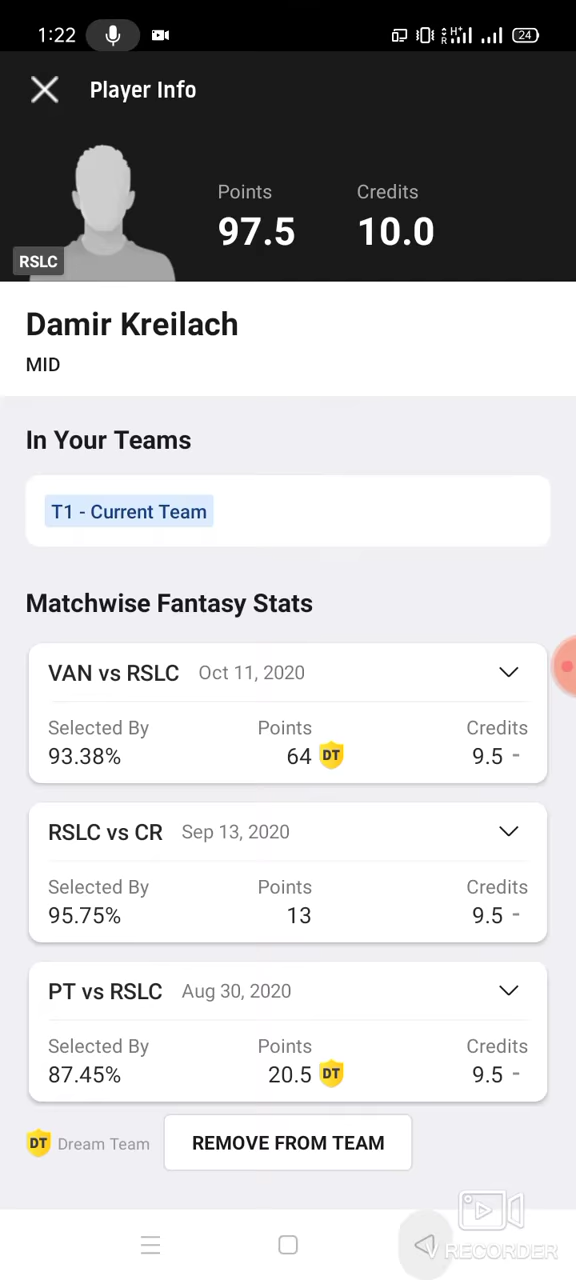 1:22
24
Player Info
Points
Credits
97.5
10.0
RSLC
Damir Kreilach
MID
In Your Teams
T1 - Current Team
Matchwise Fantasy Stats
VAN vs RSLC Oct 11, 2020
Selected By Points Credits
93.38% 64 DT 9.5 -
RSLC vs CR Sep 13, 2020
Selected By Points Credits
95.75% 13 9.5 -
PT vs RSLC Aug 30, 2020
Selected By Points Credits
87.45% 20.5 DT 9.5 -
DT Dream Team
REMOVE FROM TEAM
V RECORDER